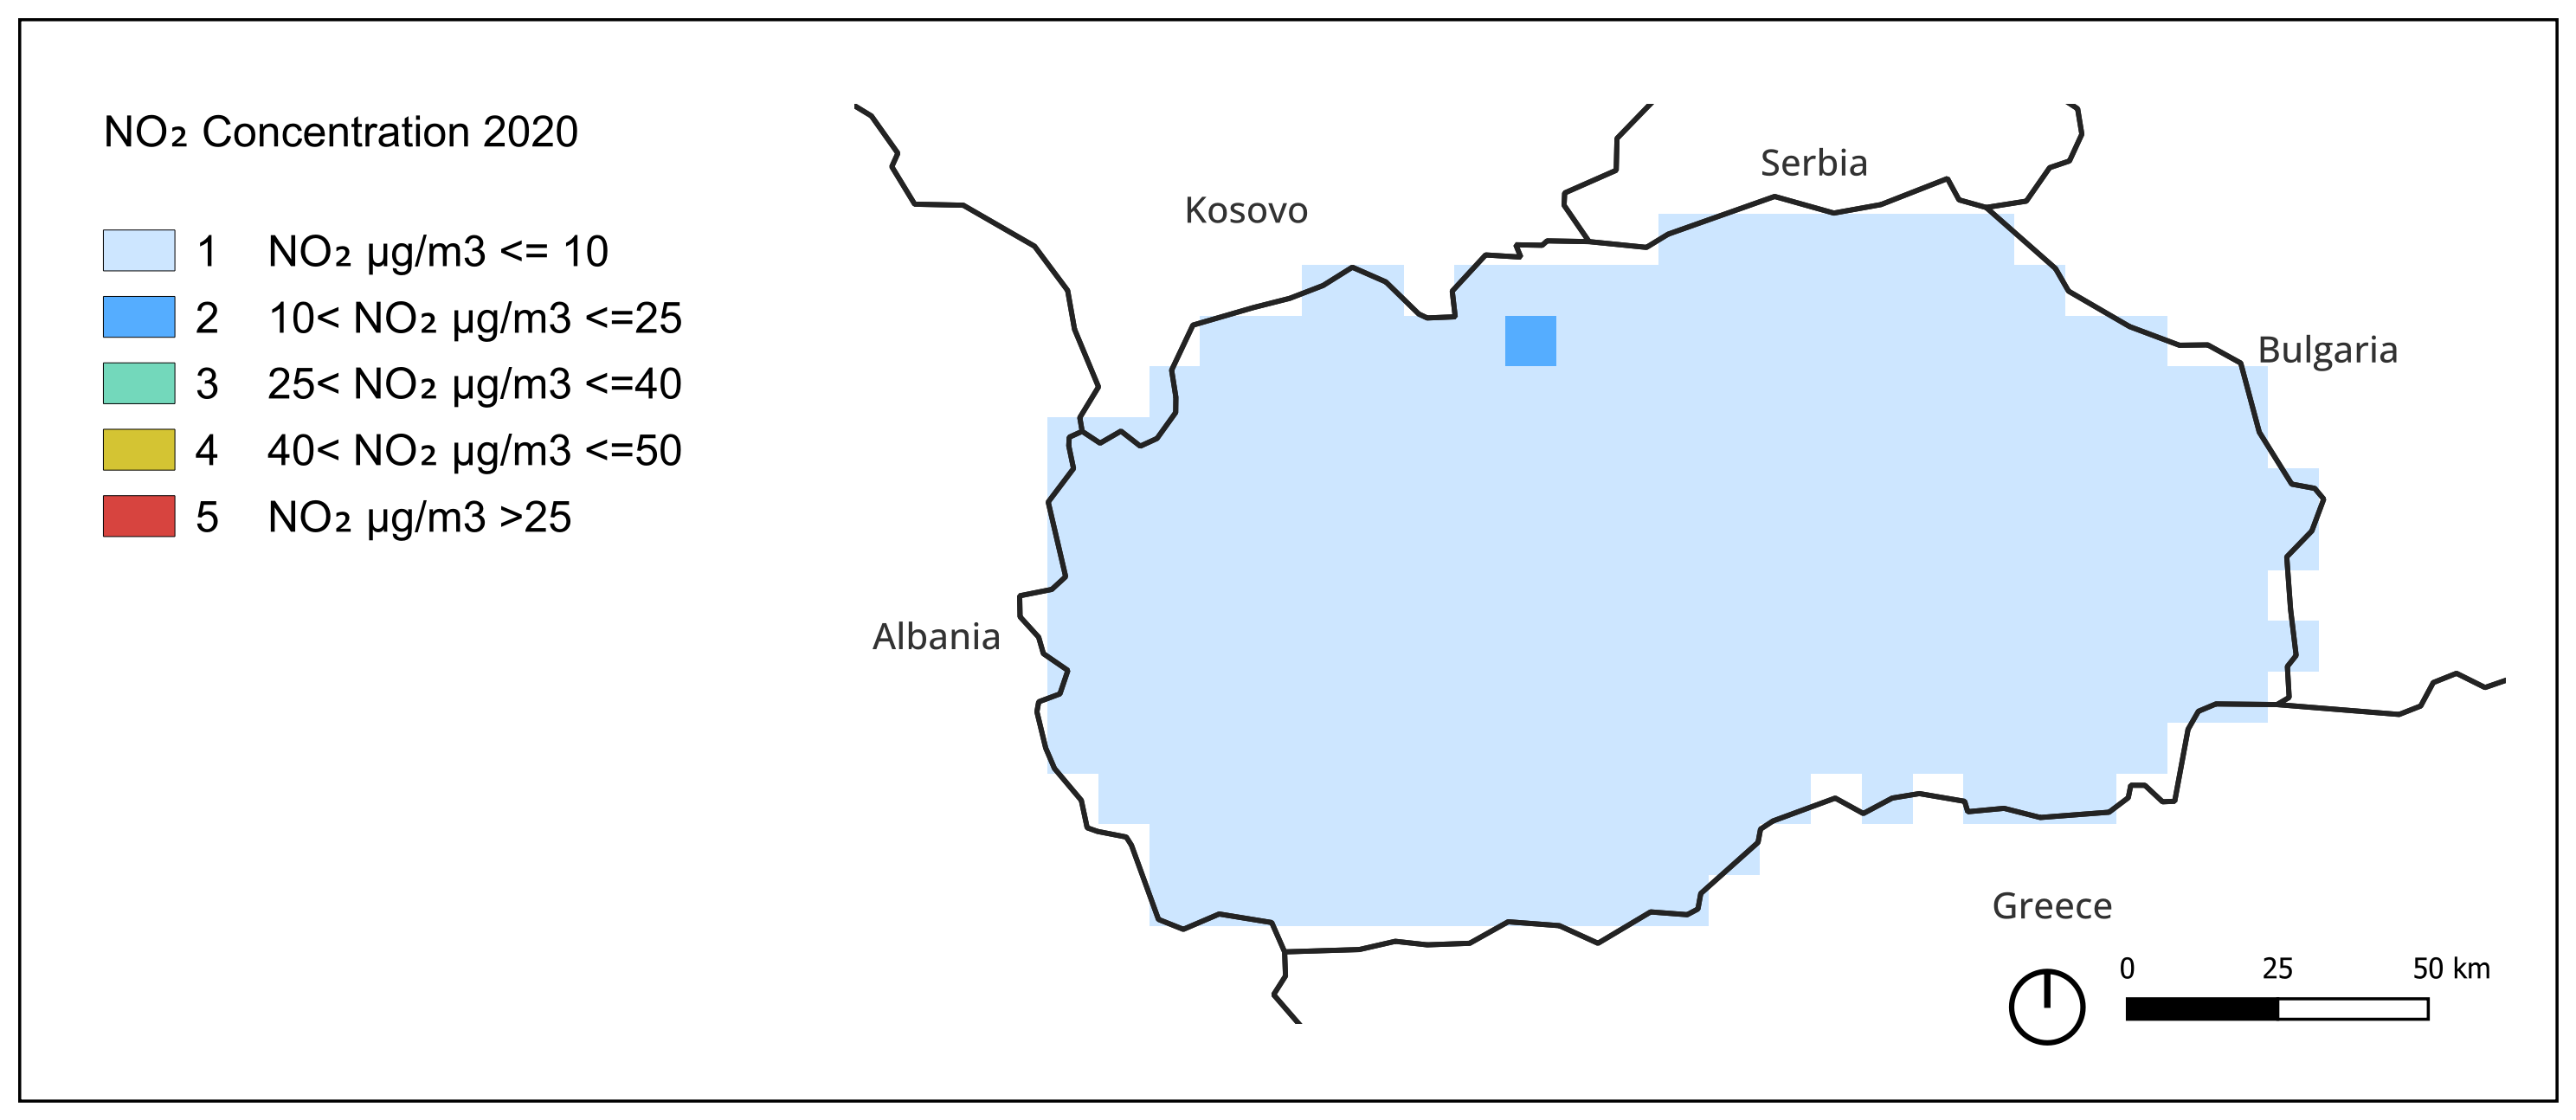 NO₂ Concentration 2020
1 NO₂ µg/m3 <= 10
2 10< NO₂ µg/m3 <=25
3 25< NO₂ µg/m3 <=40
4 40< NO₂ µg/m3 <=50
5 NO₂ µg/m3 >25
Serbia
Kosovo
Bulgaria
Albania
Greece
0 25 50 km